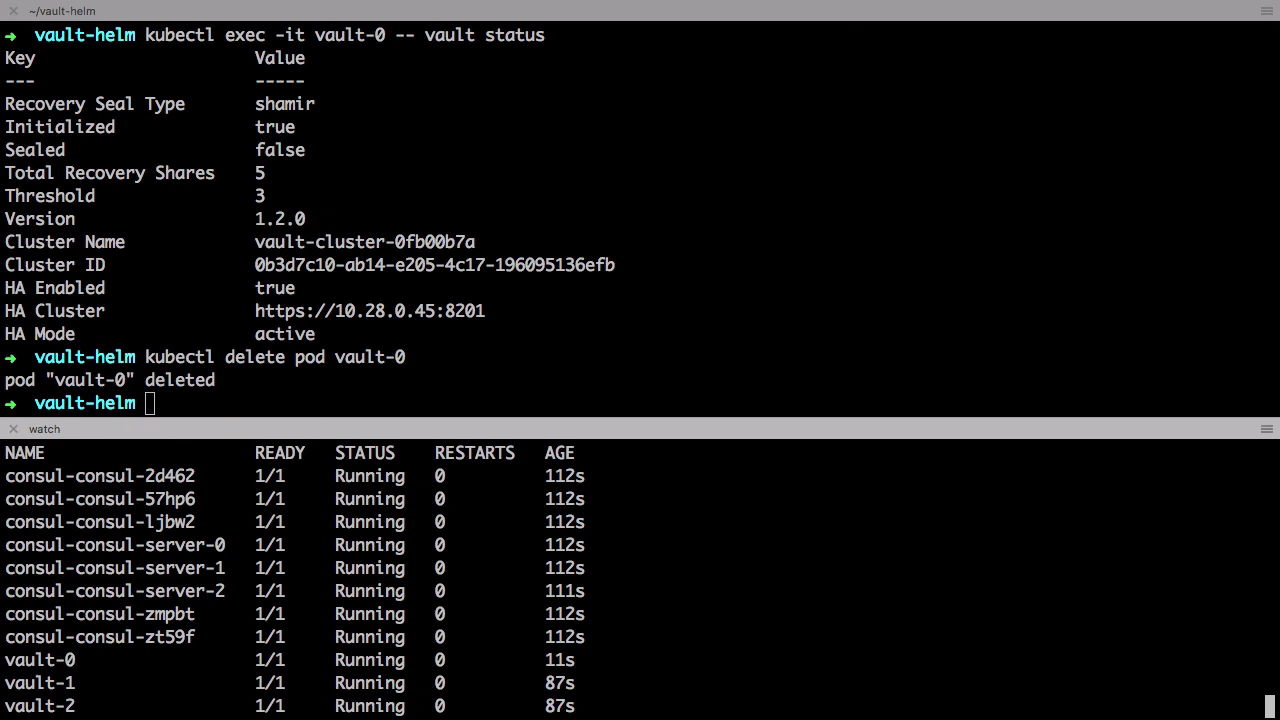 ~/vault-helm
➜ vault-helm kubectl exec -it vault-0 -- vault status
Key Value
--- -----
Recovery Seal Type shamir
Initialized true
Sealed false
Total Recovery Shares 5
Threshold 3
Version 1.2.0
Cluster Name vault-cluster-0fb00b7a
Cluster ID 0b3d7c10-ab14-e205-4c17-196095136efb
HA Enabled true
HA Cluster https://10.28.0.45:8201
HA Mode active
➜ vault-helm kubectl delete pod vault-0
pod "vault-0" deleted
➜ vault-helm
watch
NAME READY STATUS RESTARTS AGE
consul-consul-2d462 1/1 Running 0 112s
consul-consul-57hp6 1/1 Running 0 112s
consul-consul-ljbw2 1/1 Running 0 112s
consul-consul-server-0 1/1 Running 0 112s
consul-consul-server-1 1/1 Running 0 112s
consul-consul-server-2 1/1 Running 0 111s
consul-consul-zmpbt 1/1 Running 0 112s
consul-consul-zt59f 1/1 Running 0 112s
vault-0 1/1 Running 0 11s
vault-1 1/1 Running 0 87s
vault-2 1/1 Running 0 87s